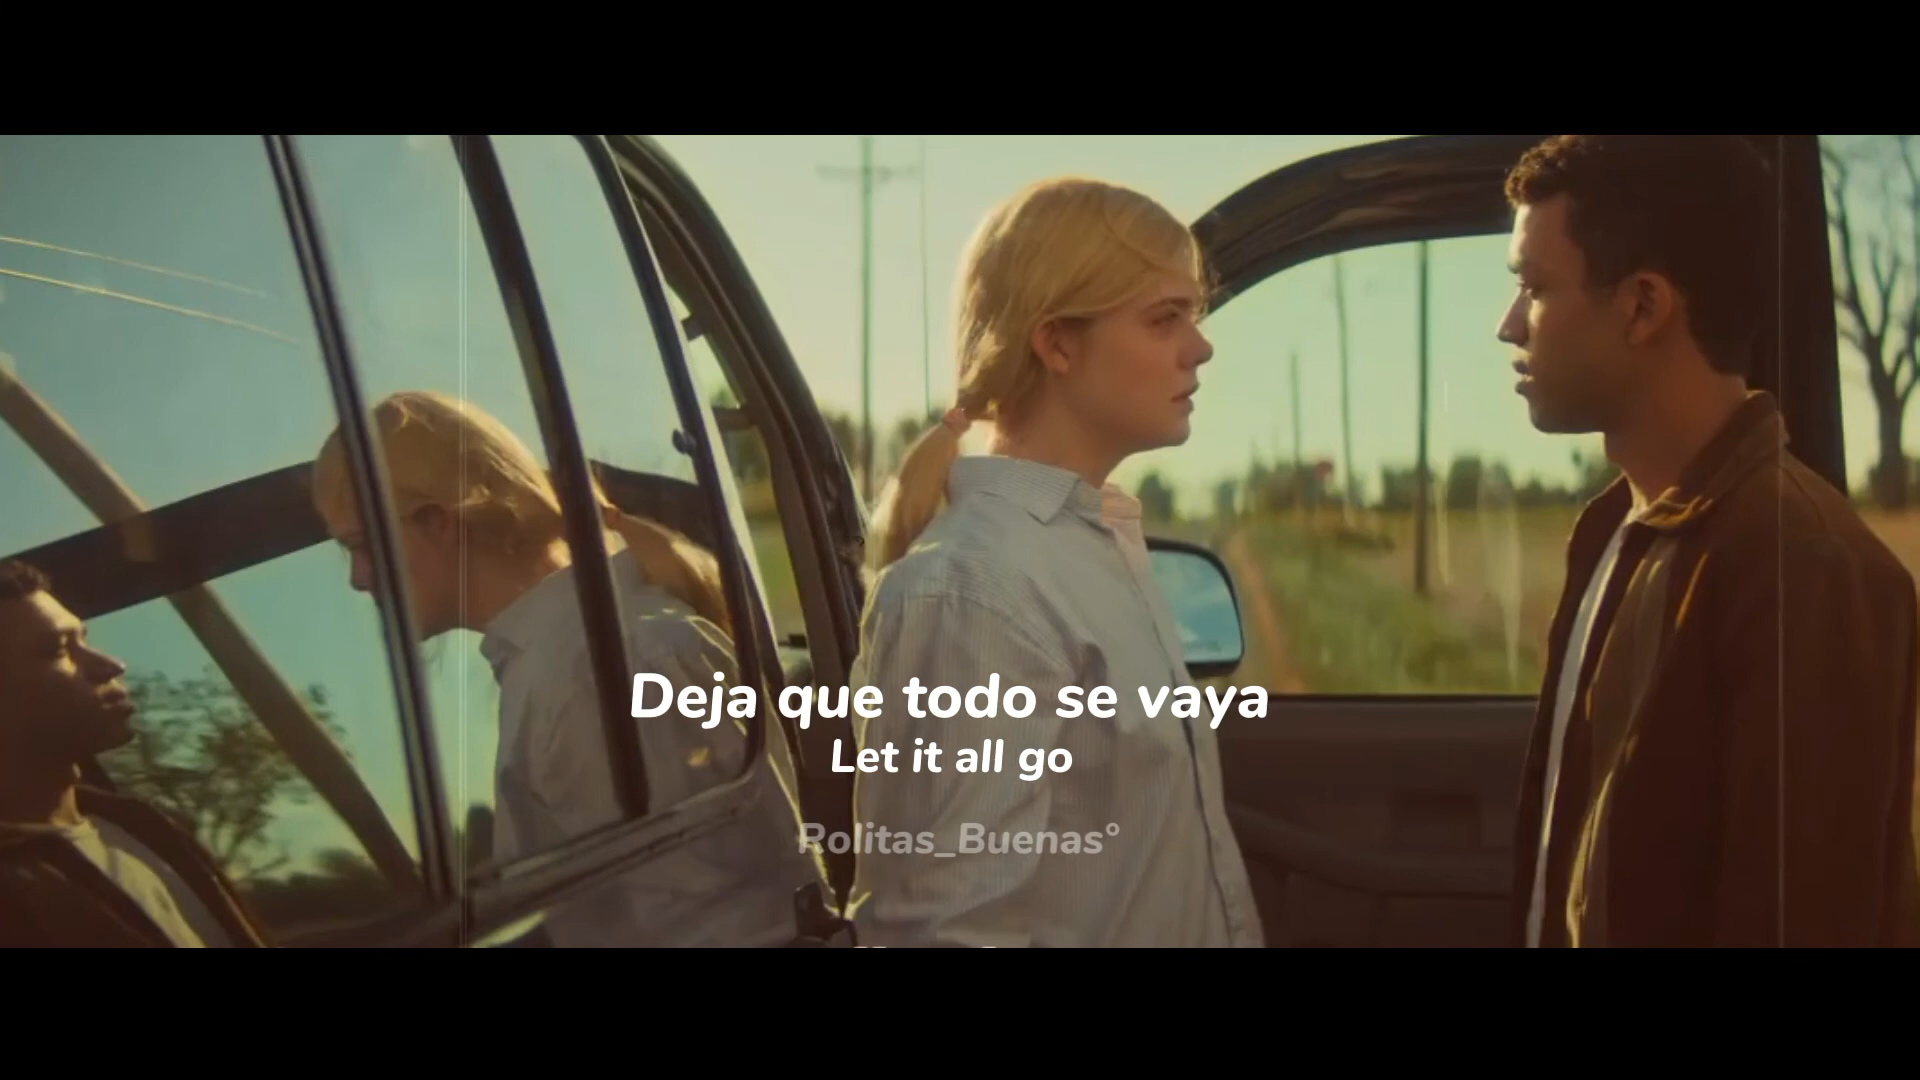 Deja que todo se vaya
Let it all go
Rolitas_Buenas°